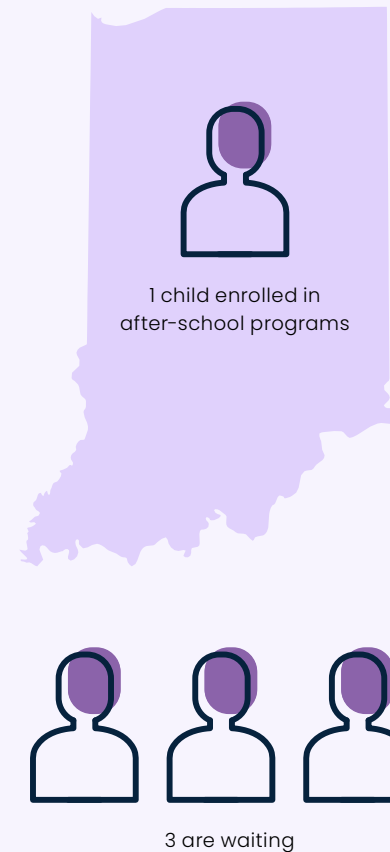 1 child enrolled in
after-school programs
3 are waiting